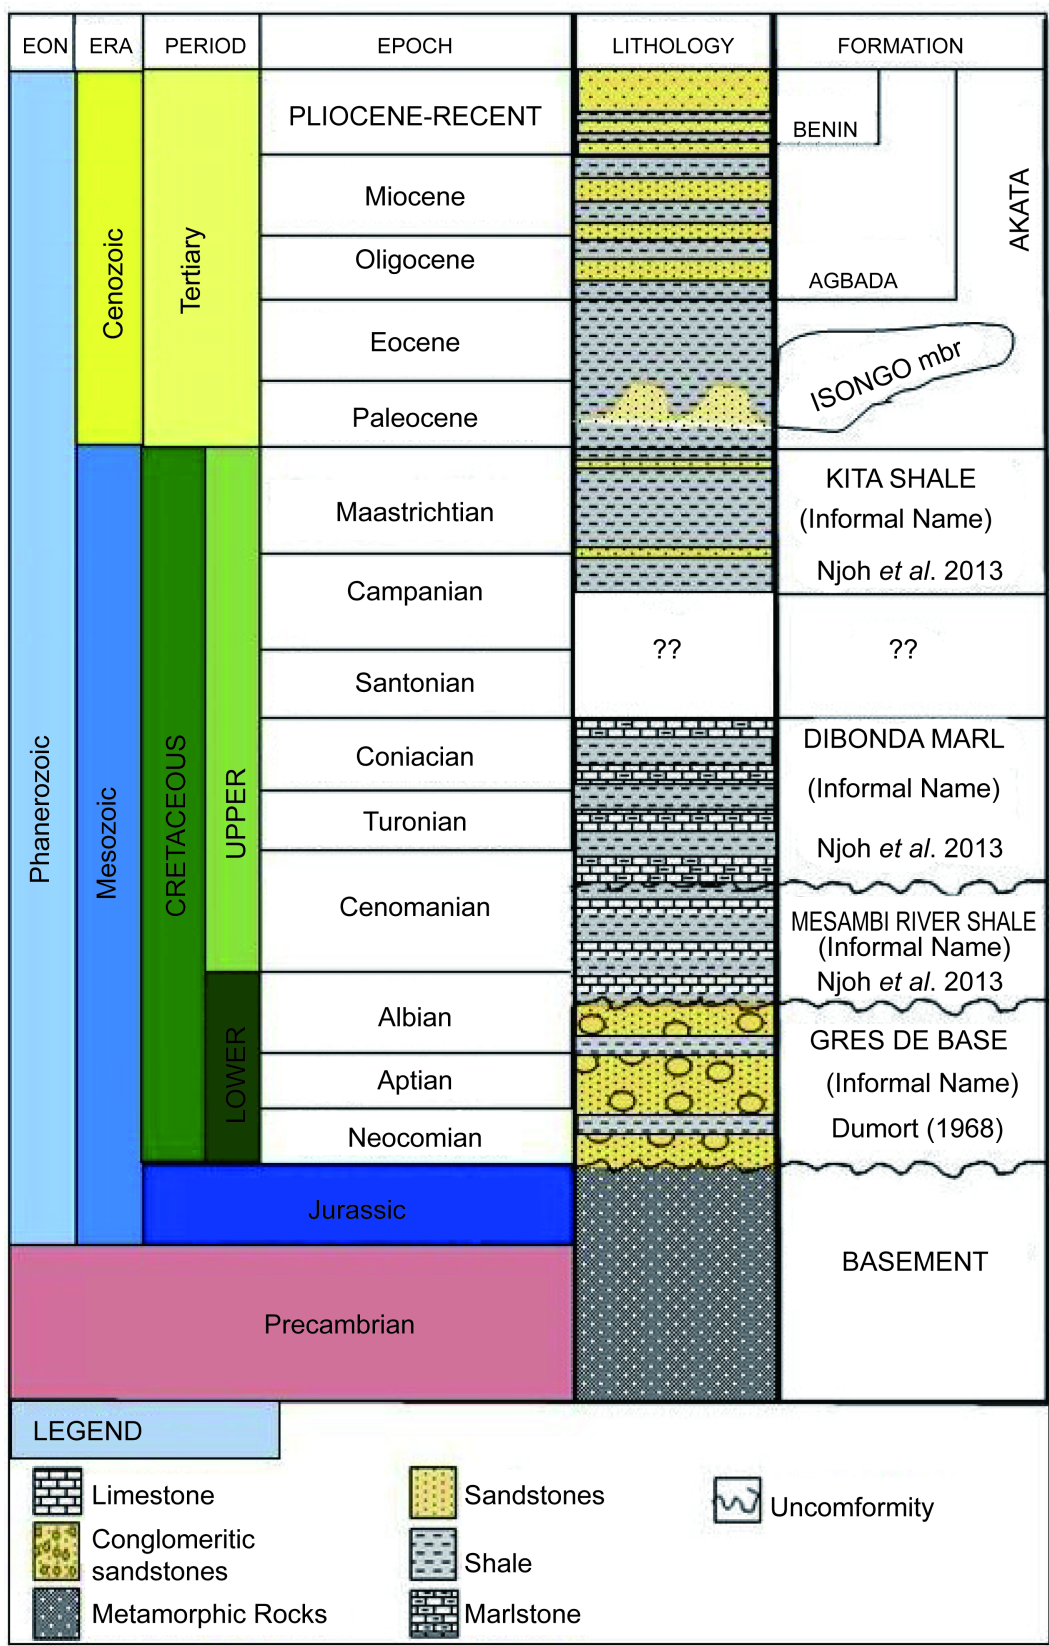 EON
ERA
PERIOD
EPOCH
LITHOLOGY
FORMATION
Phanerozoic
Cenozoic
Tertiary
PLIOCENE-RECENT
Miocene
Oligocene
Eocene
Paleocene
BENIN
AGBADA
AKATA
ISONGO mbr
Mesozoic
CRETACEOUS
UPPER
LOWER
Maastrichtian
Campanian
Santonian
Coniacian
Turonian
Cenomanian
Albian
Aptian
Neocomian
??
KITA SHALE
(Informal Name)
Njoh et al. 2013
??
DIBONDA MARL
(Informal Name)
Njoh et al. 2013
MESAMBI RIVER SHALE
(Informal Name)
Njoh et al. 2013
GRES DE BASE
(Informal Name)
Dumort (1968)
Jurassic
Precambrian
BASEMENT
LEGEND
Limestone
Conglomeritic
sandstones
Metamorphic Rocks
Sandstones
Shale
Marlstone
Uncomformity